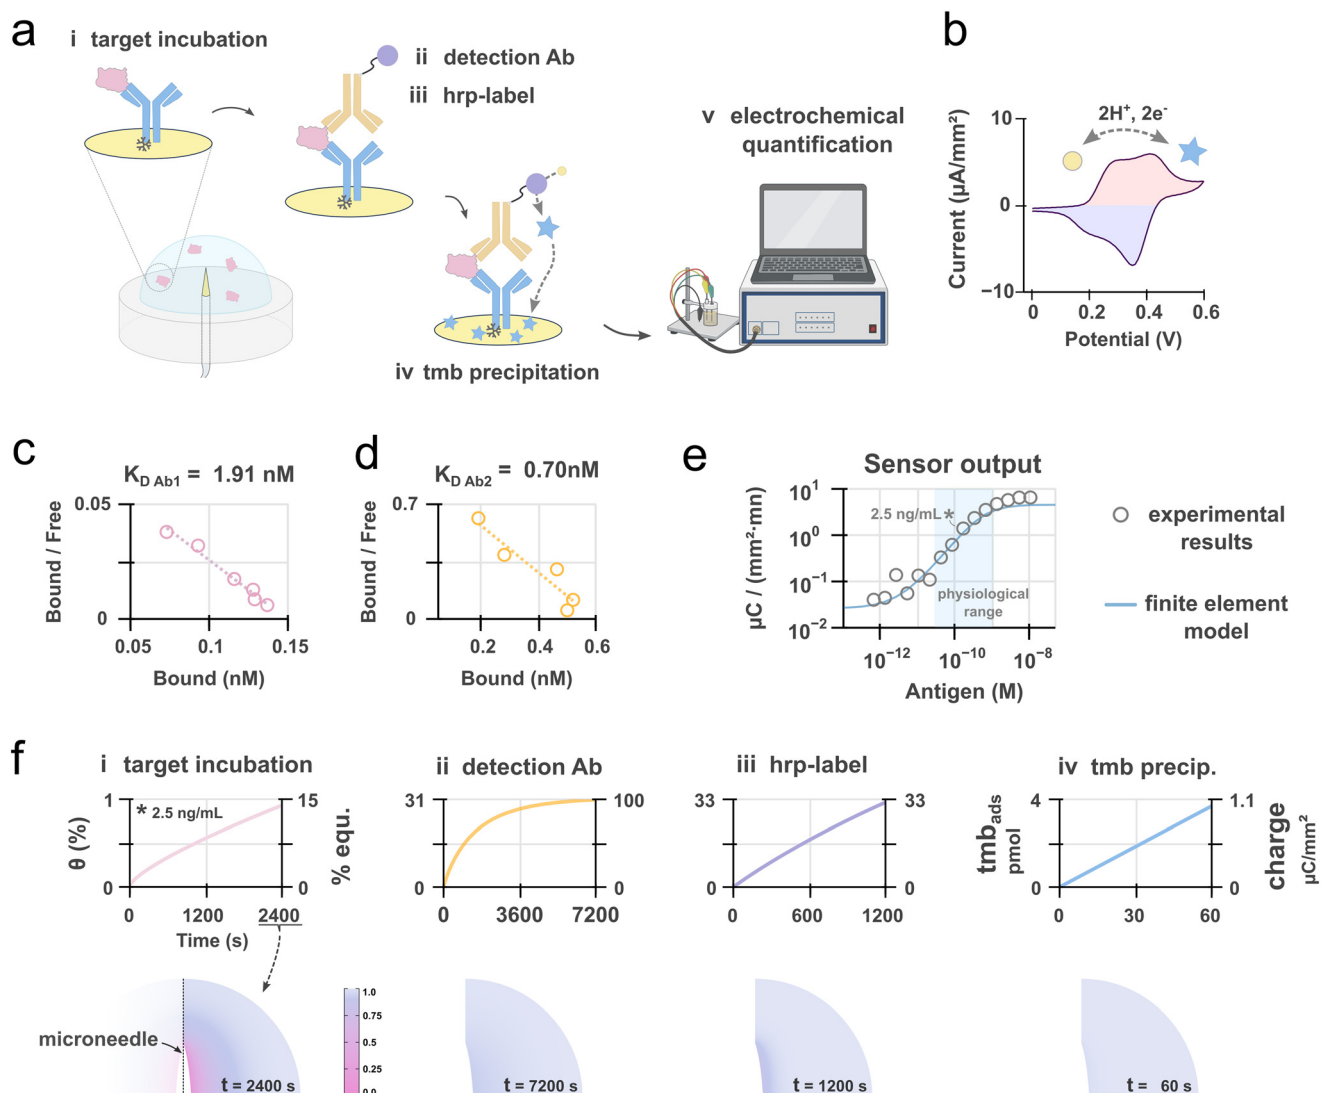 a
i target incubation
ii detection Ab
iii hrp-label
iv tmb precipitation
v electrochemical
quantification
b
2H⁺, 2e⁻
Current (µA/mm²)
10
0
−10
0 0.2 0.4 0.6
Potential (V)
c
K_D Ab1 = 1.91 nM
Bound / Free
0.05
0
0.05 0.1 0.15
Bound (nM)
d
K_D Ab2 = 0.70nM
Bound / Free
0.7
0
0.2 0.4 0.6
Bound (nM)
e
Sensor output
µC / (mm²·mn)
10¹
10⁰
10⁻¹
10⁻²
2.5 ng/mL*
physiological
range
10⁻¹² 10⁻¹⁰ 10⁻⁸
Antigen (M)
experimental
results
finite element
model
f
i target incubation
θ (%)
1
0
* 2.5 ng/mL
15
0
% equ.
0 1200 2400
Time (s)
ii detection Ab
31
0
100
0
0 3600 7200
iii hrp-label
33
0
33
0
0 600 1200
iv tmb precip.
tmb_ads
pmol
4
0
1.1
0
charge
µC/mm²
0 30 60
microneedle
t = 2400 s
1.0
0.75
0.5
0.25
0.0
t = 7200 s
t = 1200 s
t = 60 s